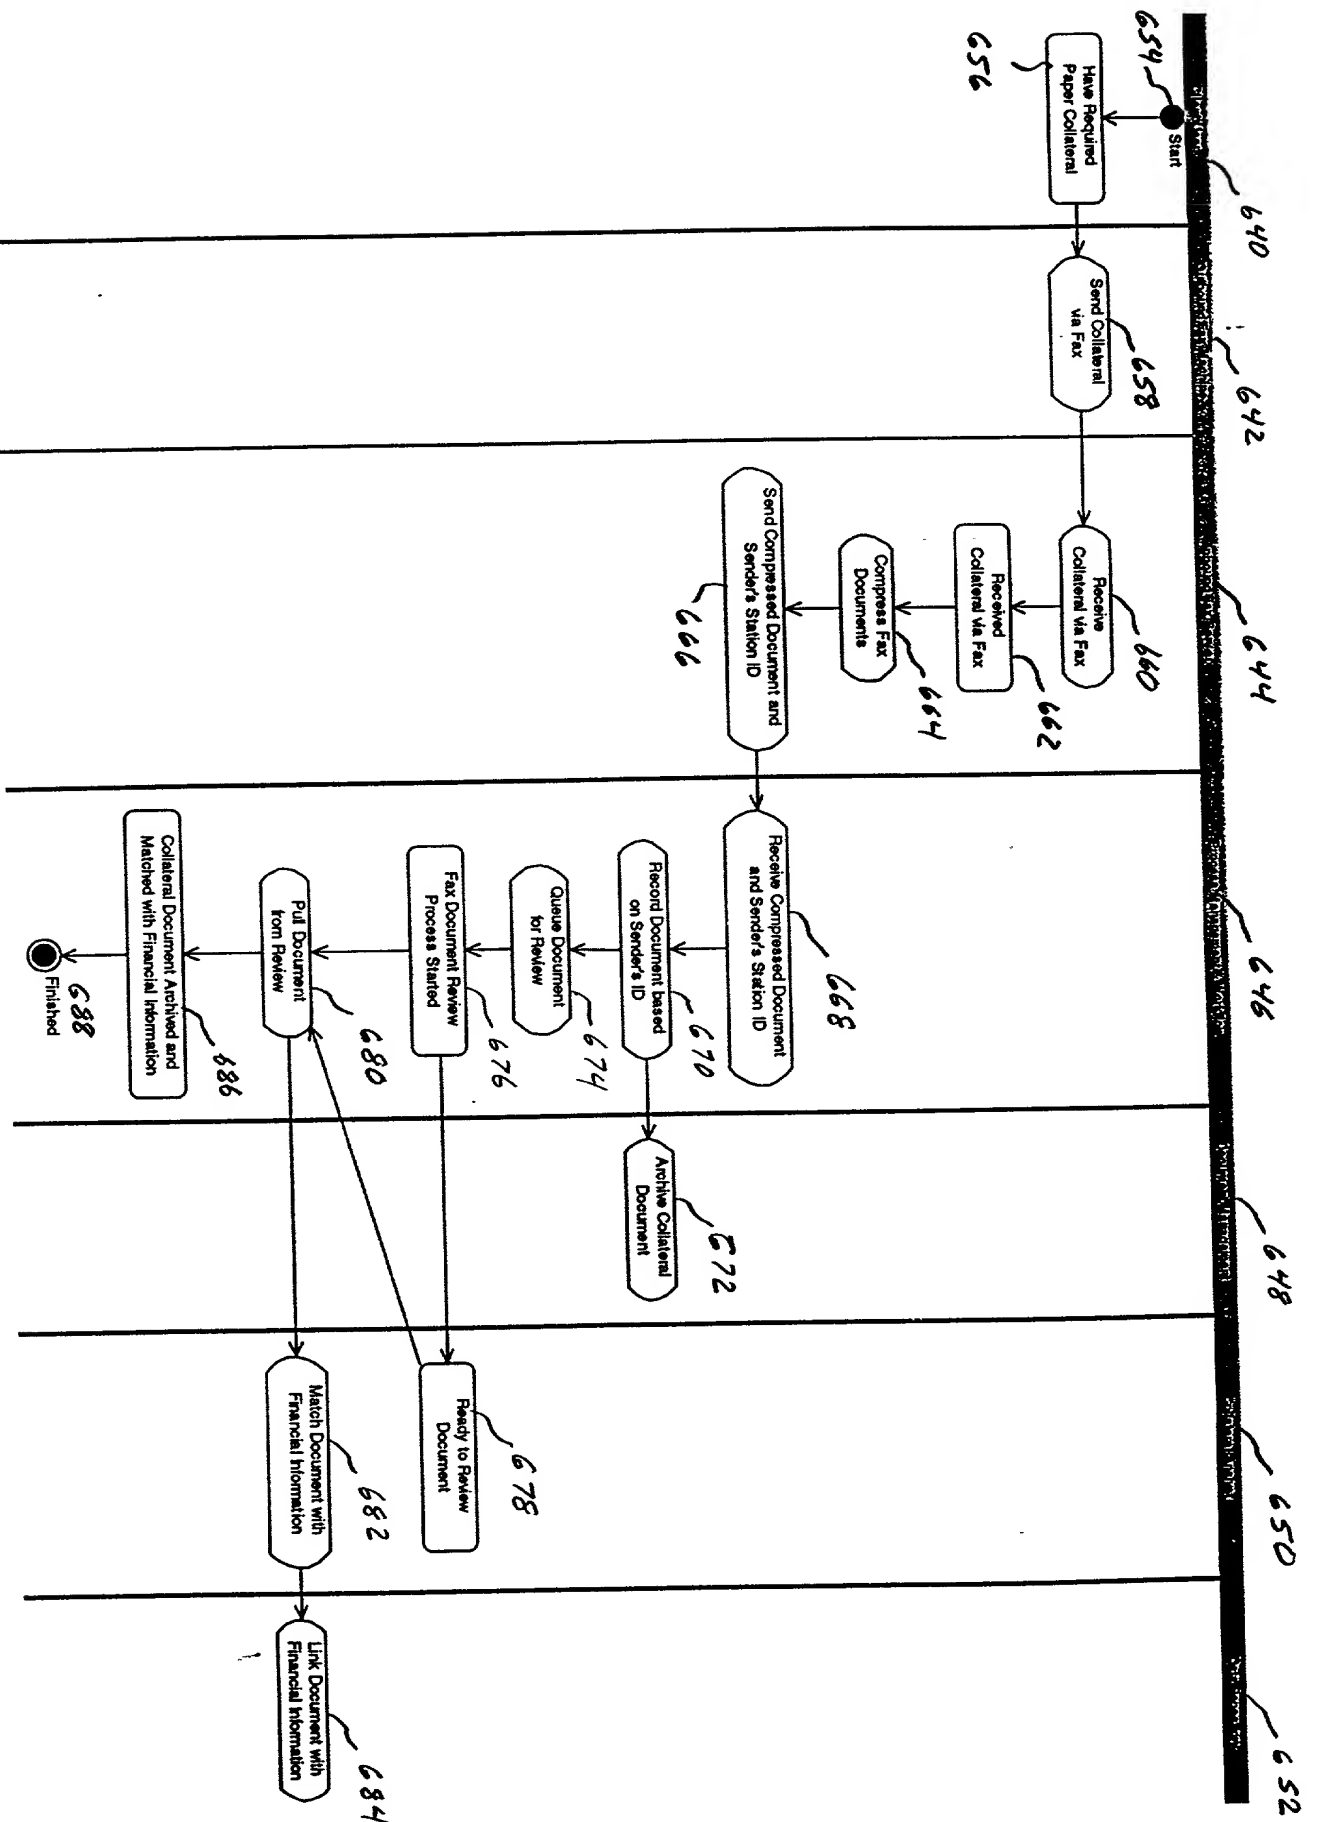 640
642
644
646
648
650
652
654
Start
Have Required
Paper Collateral
656
Send Collateral
via Fax
658
Receive
Collateral via Fax
660
Received
Collateral via Fax
662
Compress Fax
Documents
664
Send Compressed Document and
Sender's Station ID
666
Receive Compressed Document
and Sender's Station ID
668
Record Document based
on Sender's ID
670
Archive Collateral
Document
672
Queue Document
for Review
674
Fax Document Review
Process Started
676
Ready to Review
Document
678
Pull Document
from Review
680
Match Document with
Financial Information
682
Link Document with
Financial Information
684
Collateral Document Archived and
Matched with Financial Information
686
Finished
688